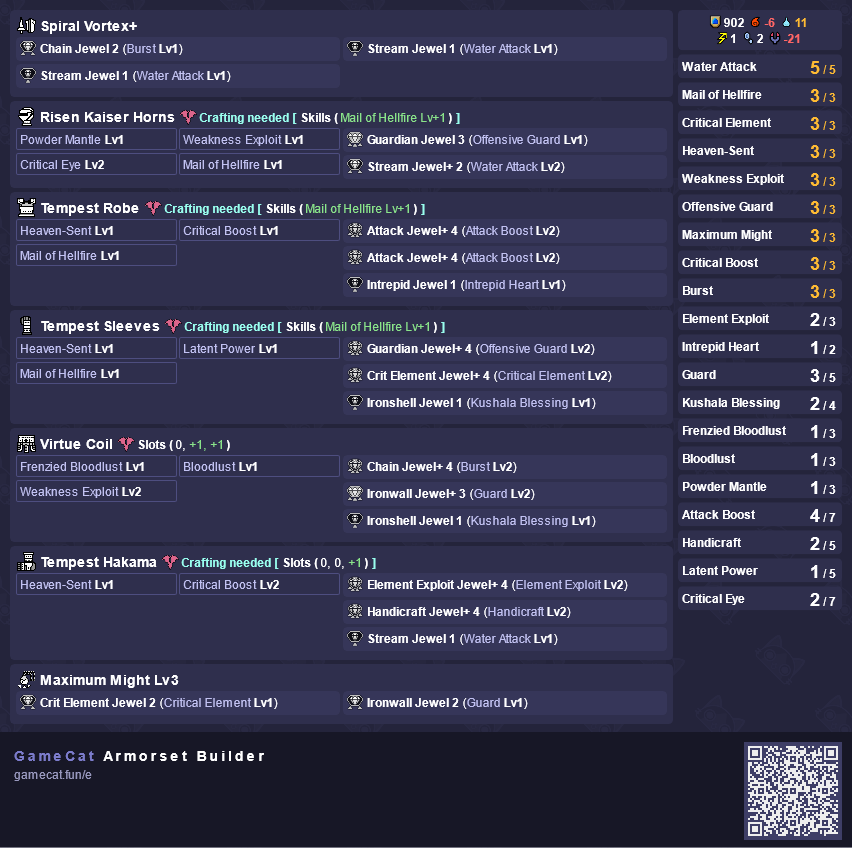 Spiral Vortex+
Chain Jewel 2 (Burst Lv1)
Stream Jewel 1 (Water Attack Lv1)
Stream Jewel 1 (Water Attack Lv1)
Risen Kaiser Horns Crafting needed [ Skills ( Mail of Hellfire Lv+1 ) ]
Powder Mantle Lv1
Weakness Exploit Lv1
Guardian Jewel 3 (Offensive Guard Lv1)
Critical Eye Lv2
Mail of Hellfire Lv1
Stream Jewel+ 2 (Water Attack Lv2)
Tempest Robe Crafting needed [ Skills ( Mail of Hellfire Lv+1 ) ]
Heaven-Sent Lv1
Critical Boost Lv1
Attack Jewel+ 4 (Attack Boost Lv2)
Mail of Hellfire Lv1
Attack Jewel+ 4 (Attack Boost Lv2)
Intrepid Jewel 1 (Intrepid Heart Lv1)
Tempest Sleeves Crafting needed [ Skills ( Mail of Hellfire Lv+1 ) ]
Heaven-Sent Lv1
Latent Power Lv1
Guardian Jewel+ 4 (Offensive Guard Lv2)
Mail of Hellfire Lv1
Crit Element Jewel+ 4 (Critical Element Lv2)
Ironshell Jewel 1 (Kushala Blessing Lv1)
Virtue Coil Slots ( 0, +1, +1 )
Frenzied Bloodlust Lv1
Bloodlust Lv1
Chain Jewel+ 4 (Burst Lv2)
Weakness Exploit Lv2
Ironwall Jewel+ 3 (Guard Lv2)
Ironshell Jewel 1 (Kushala Blessing Lv1)
Tempest Hakama Crafting needed [ Slots ( 0, 0, +1 ) ]
Heaven-Sent Lv1
Critical Boost Lv2
Element Exploit Jewel+ 4 (Element Exploit Lv2)
Handicraft Jewel+ 4 (Handicraft Lv2)
Stream Jewel 1 (Water Attack Lv1)
Maximum Might Lv3
Crit Element Jewel 2 (Critical Element Lv1)
Ironwall Jewel 2 (Guard Lv1)
902 -6 11
1 2 -21
Water Attack 5 / 5
Mail of Hellfire 3 / 3
Critical Element 3 / 3
Heaven-Sent 3 / 3
Weakness Exploit 3 / 3
Offensive Guard 3 / 3
Maximum Might 3 / 3
Critical Boost 3 / 3
Burst 3 / 3
Element Exploit 2 / 3
Intrepid Heart 1 / 2
Guard 3 / 5
Kushala Blessing 2 / 4
Frenzied Bloodlust 1 / 3
Bloodlust 1 / 3
Powder Mantle 1 / 3
Attack Boost 4 / 7
Handicraft 2 / 5
Latent Power 1 / 5
Critical Eye 2 / 7
GameCat Armorset Builder
gamecat.fun/e